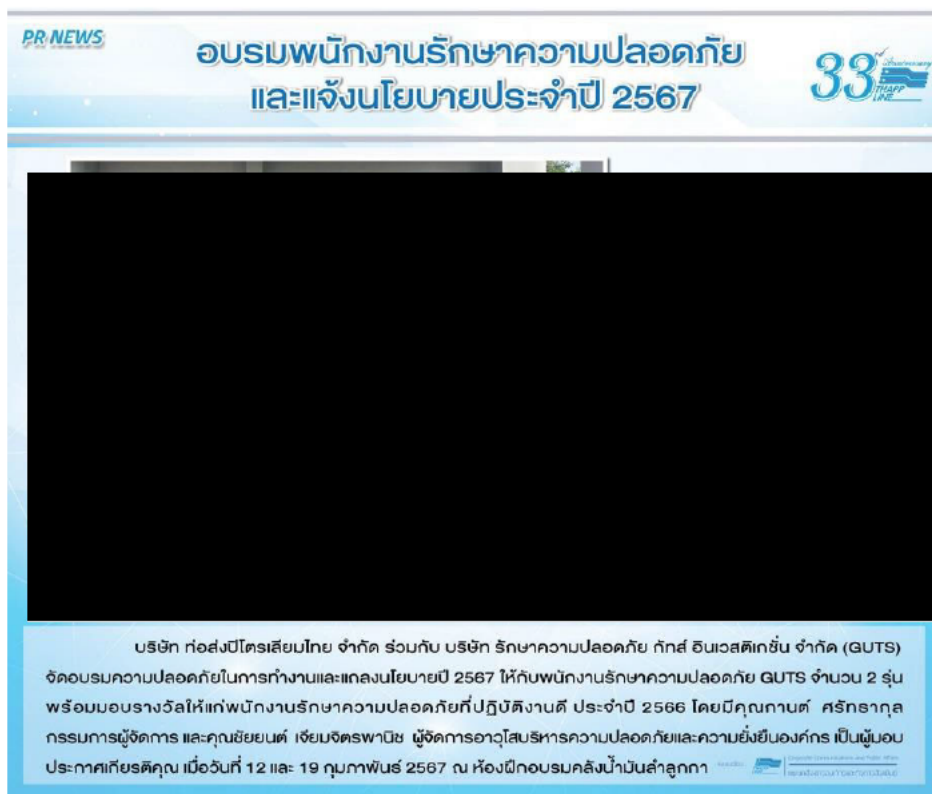 PR NEWS
อบรมพนักงานรักษาความปลอดภัย
และแจ้งนโยบายประจำปี 2567
33rd
THAPP
LINE
บริษัท ท่อส่งปิโตรเลียมไทย จำกัด ร่วมกับ บริษัท รักษาความปลอดภัย กัทส์ อินเวสติเกชั่น จำกัด (GUTS)
จัดอบรมความปลอดภัยในการทำงานและแถลงนโยบายปี 2567 ให้กับพนักงานรักษาความปลอดภัย GUTS จำนวน 2 รุ่น
พร้อมมอบรางวัลให้แก่พนักงานรักษาความปลอดภัยที่ปฏิบัติงานดี ประจำปี 2566 โดยมีคุณกานต์ ศรัทธากุล
กรรมการผู้จัดการ และคุณชัยยนต์ เจียมจิตรพานิช ผู้จัดการอาวุโสบริหารความปลอดภัยและความยั่งยืนองค์กร เป็นผู้มอบ
ประกาศเกียรติคุณ เมื่อวันที่ 12 และ 19 กุมภาพันธ์ 2567 ณ ห้องฝึกอบรมคลังน้ำมันลำลูกกา